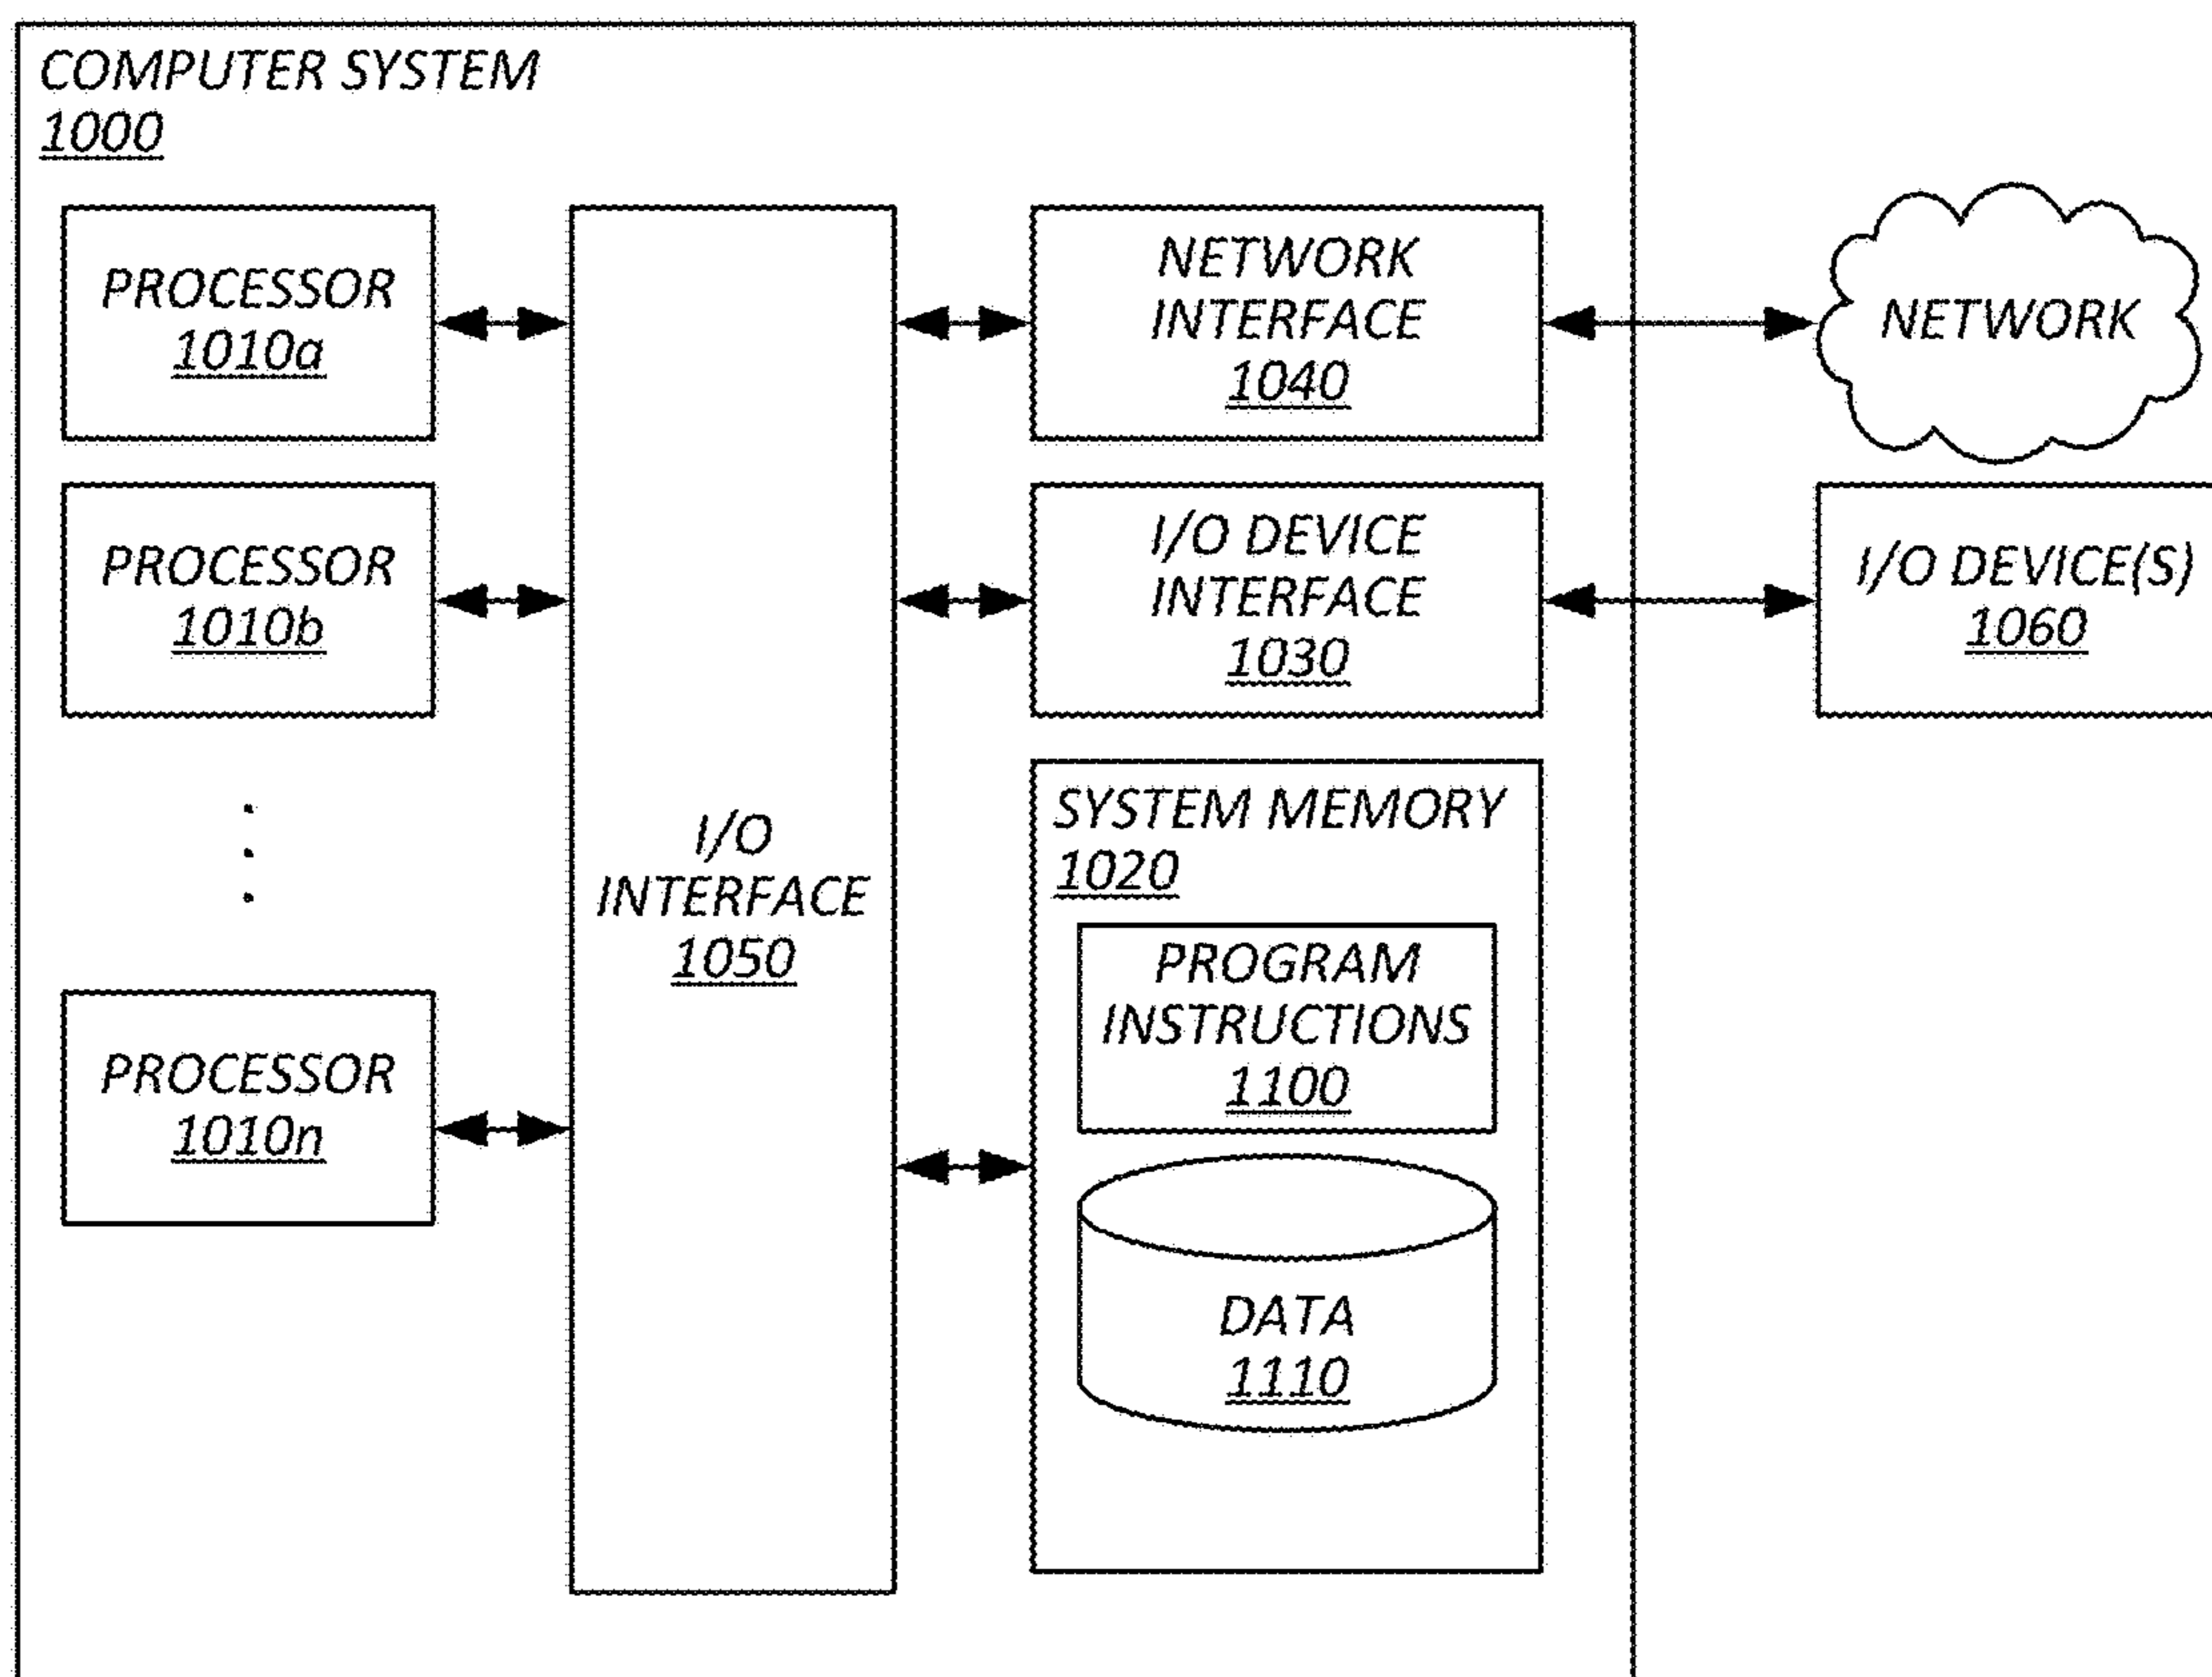 COMPUTER SYSTEM
1000
PROCESSOR
1010a
PROCESSOR
1010b
PROCESSOR
1010n
I/O
INTERFACE
1050
NETWORK
INTERFACE
1040
I/O DEVICE
INTERFACE
1030
SYSTEM MEMORY
1020
PROGRAM
INSTRUCTIONS
1100
DATA
1110
NETWORK
I/O DEVICE(S)
1060